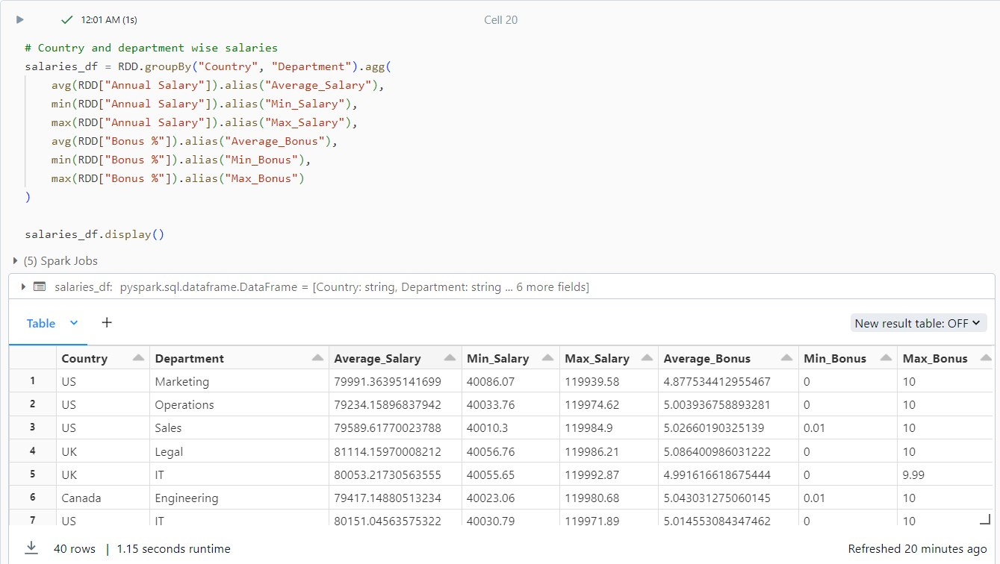 12:01 AM (1s) Cell 20
# Country and department wise salaries
salaries_df = RDD.groupBy("Country", "Department").agg(
    avg(RDD["Annual Salary"]).alias("Average_Salary"),
    min(RDD["Annual Salary"]).alias("Min_Salary"),
    max(RDD["Annual Salary"]).alias("Max_Salary"),
    avg(RDD["Bonus %"]).alias("Average_Bonus"),
    min(RDD["Bonus %"]).alias("Min_Bonus"),
    max(RDD["Bonus %"]).alias("Max_Bonus")
)
salaries_df.display()
(5) Spark Jobs
salaries_df: pyspark.sql.dataframe.DataFrame = [Country: string, Department: string ... 6 more fields]
Table + New result table: OFF
Country Department Average_Salary Min_Salary Max_Salary Average_Bonus Min_Bonus Max_Bonus
1 US Marketing 79991.36395141699 40086.07 119939.58 4.877534412955467 0 10
2 US Operations 79234.15896837942 40033.76 119974.62 5.003936758893281 0 10
3 US Sales 79589.61770023788 40010.3 119984.9 5.02660190325139 0.01 10
4 UK Legal 81114.15970008212 40056.76 119986.21 5.086400986031222 0 10
5 UK IT 80053.21730563555 40055.65 119992.87 4.991616618675444 0 9.99
6 Canada Engineering 79417.14880513234 40023.06 119980.68 5.043031275060145 0.01 10
7 US IT 80151.04563575322 40030.79 119971.89 5.014553084347462 0 10
40 rows | 1.15 seconds runtime Refreshed 20 minutes ago